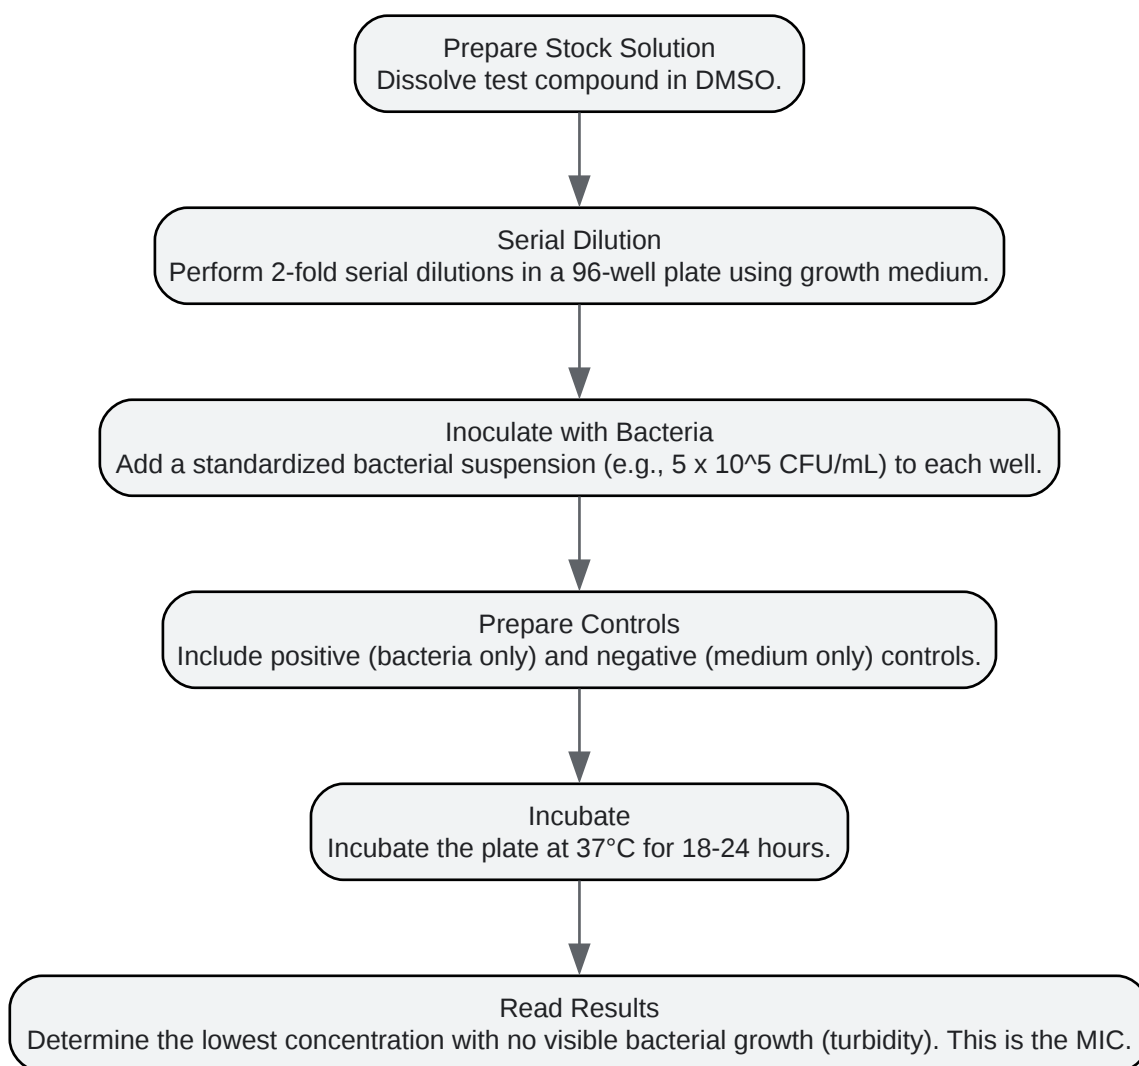 Prepare Stock Solution
Dissolve test compound in DMSO.
Serial Dilution
Perform 2-fold serial dilutions in a 96-well plate using growth medium.
Inoculate with Bacteria
Add a standardized bacterial suspension (e.g., 5 x 10^5 CFU/mL) to each well.
Prepare Controls
Include positive (bacteria only) and negative (medium only) controls.
Incubate
Incubate the plate at 37°C for 18-24 hours.
Read Results
Determine the lowest concentration with no visible bacterial growth (turbidity). This is the MIC.